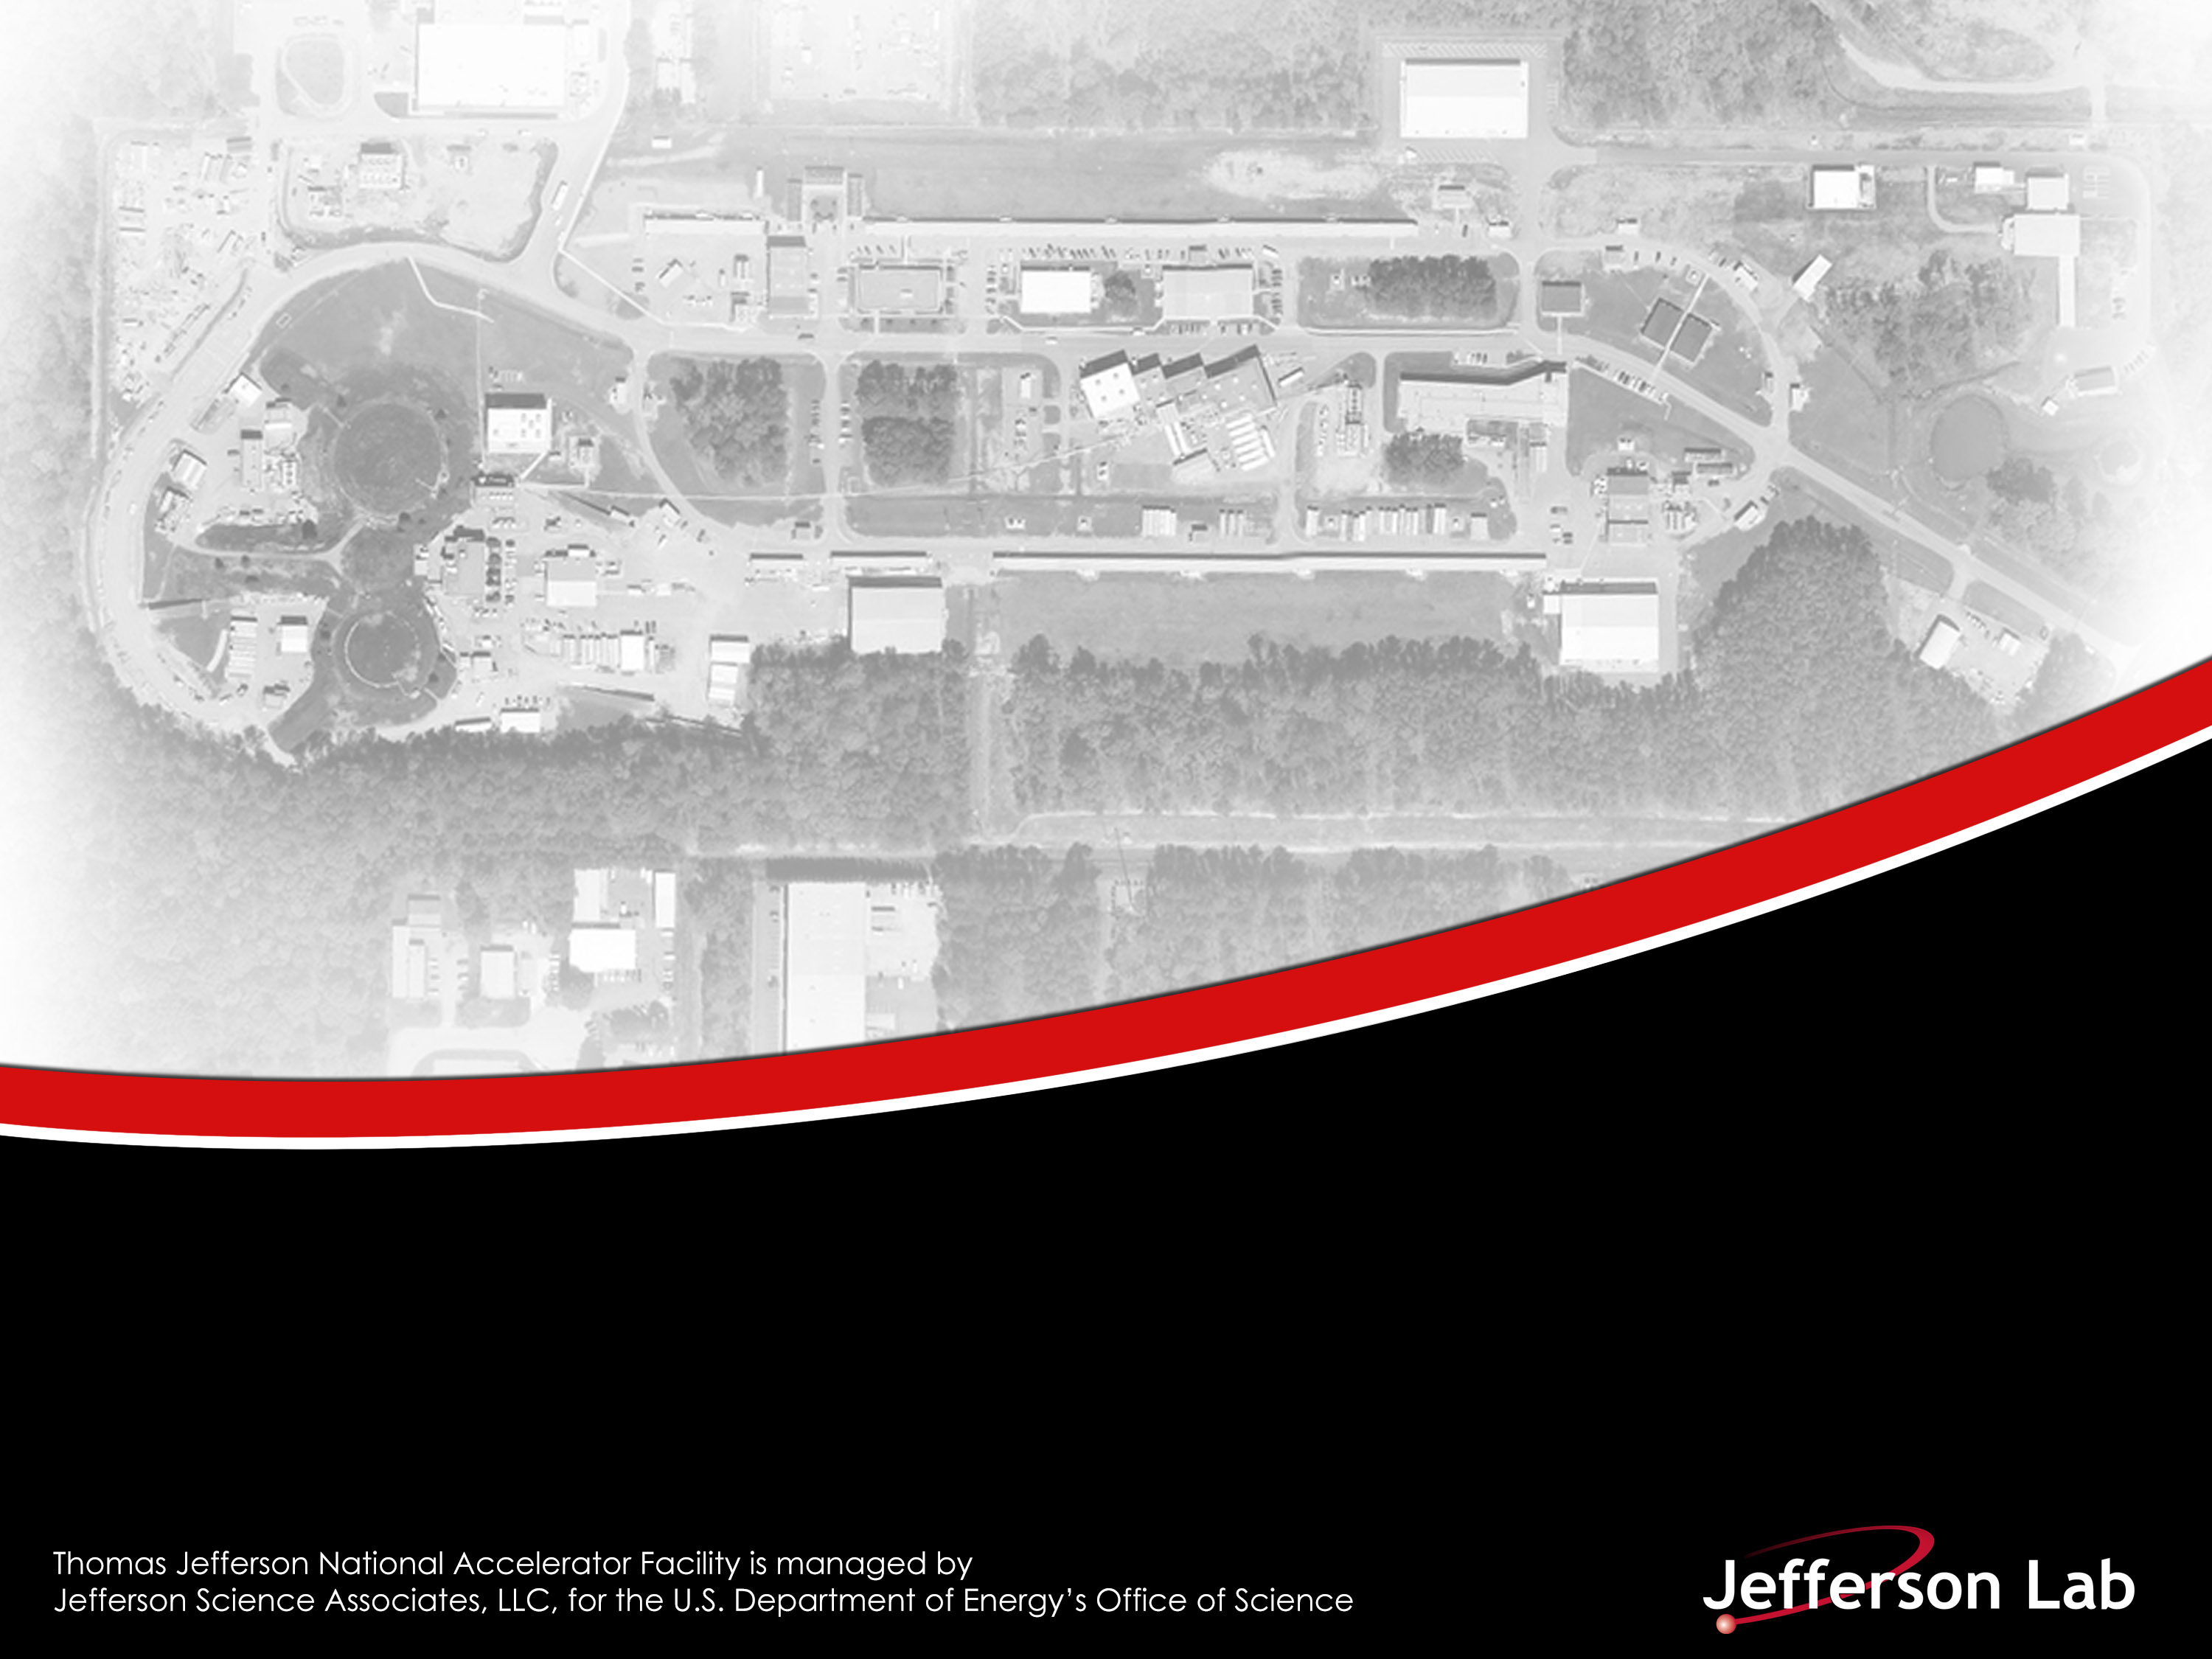 Thomas Jefferson National Accelerator Facility is managed by
Jefferson Science Associates, LLC, for the U.S. Department of Energy’s Office of Science
Jefferson Lab